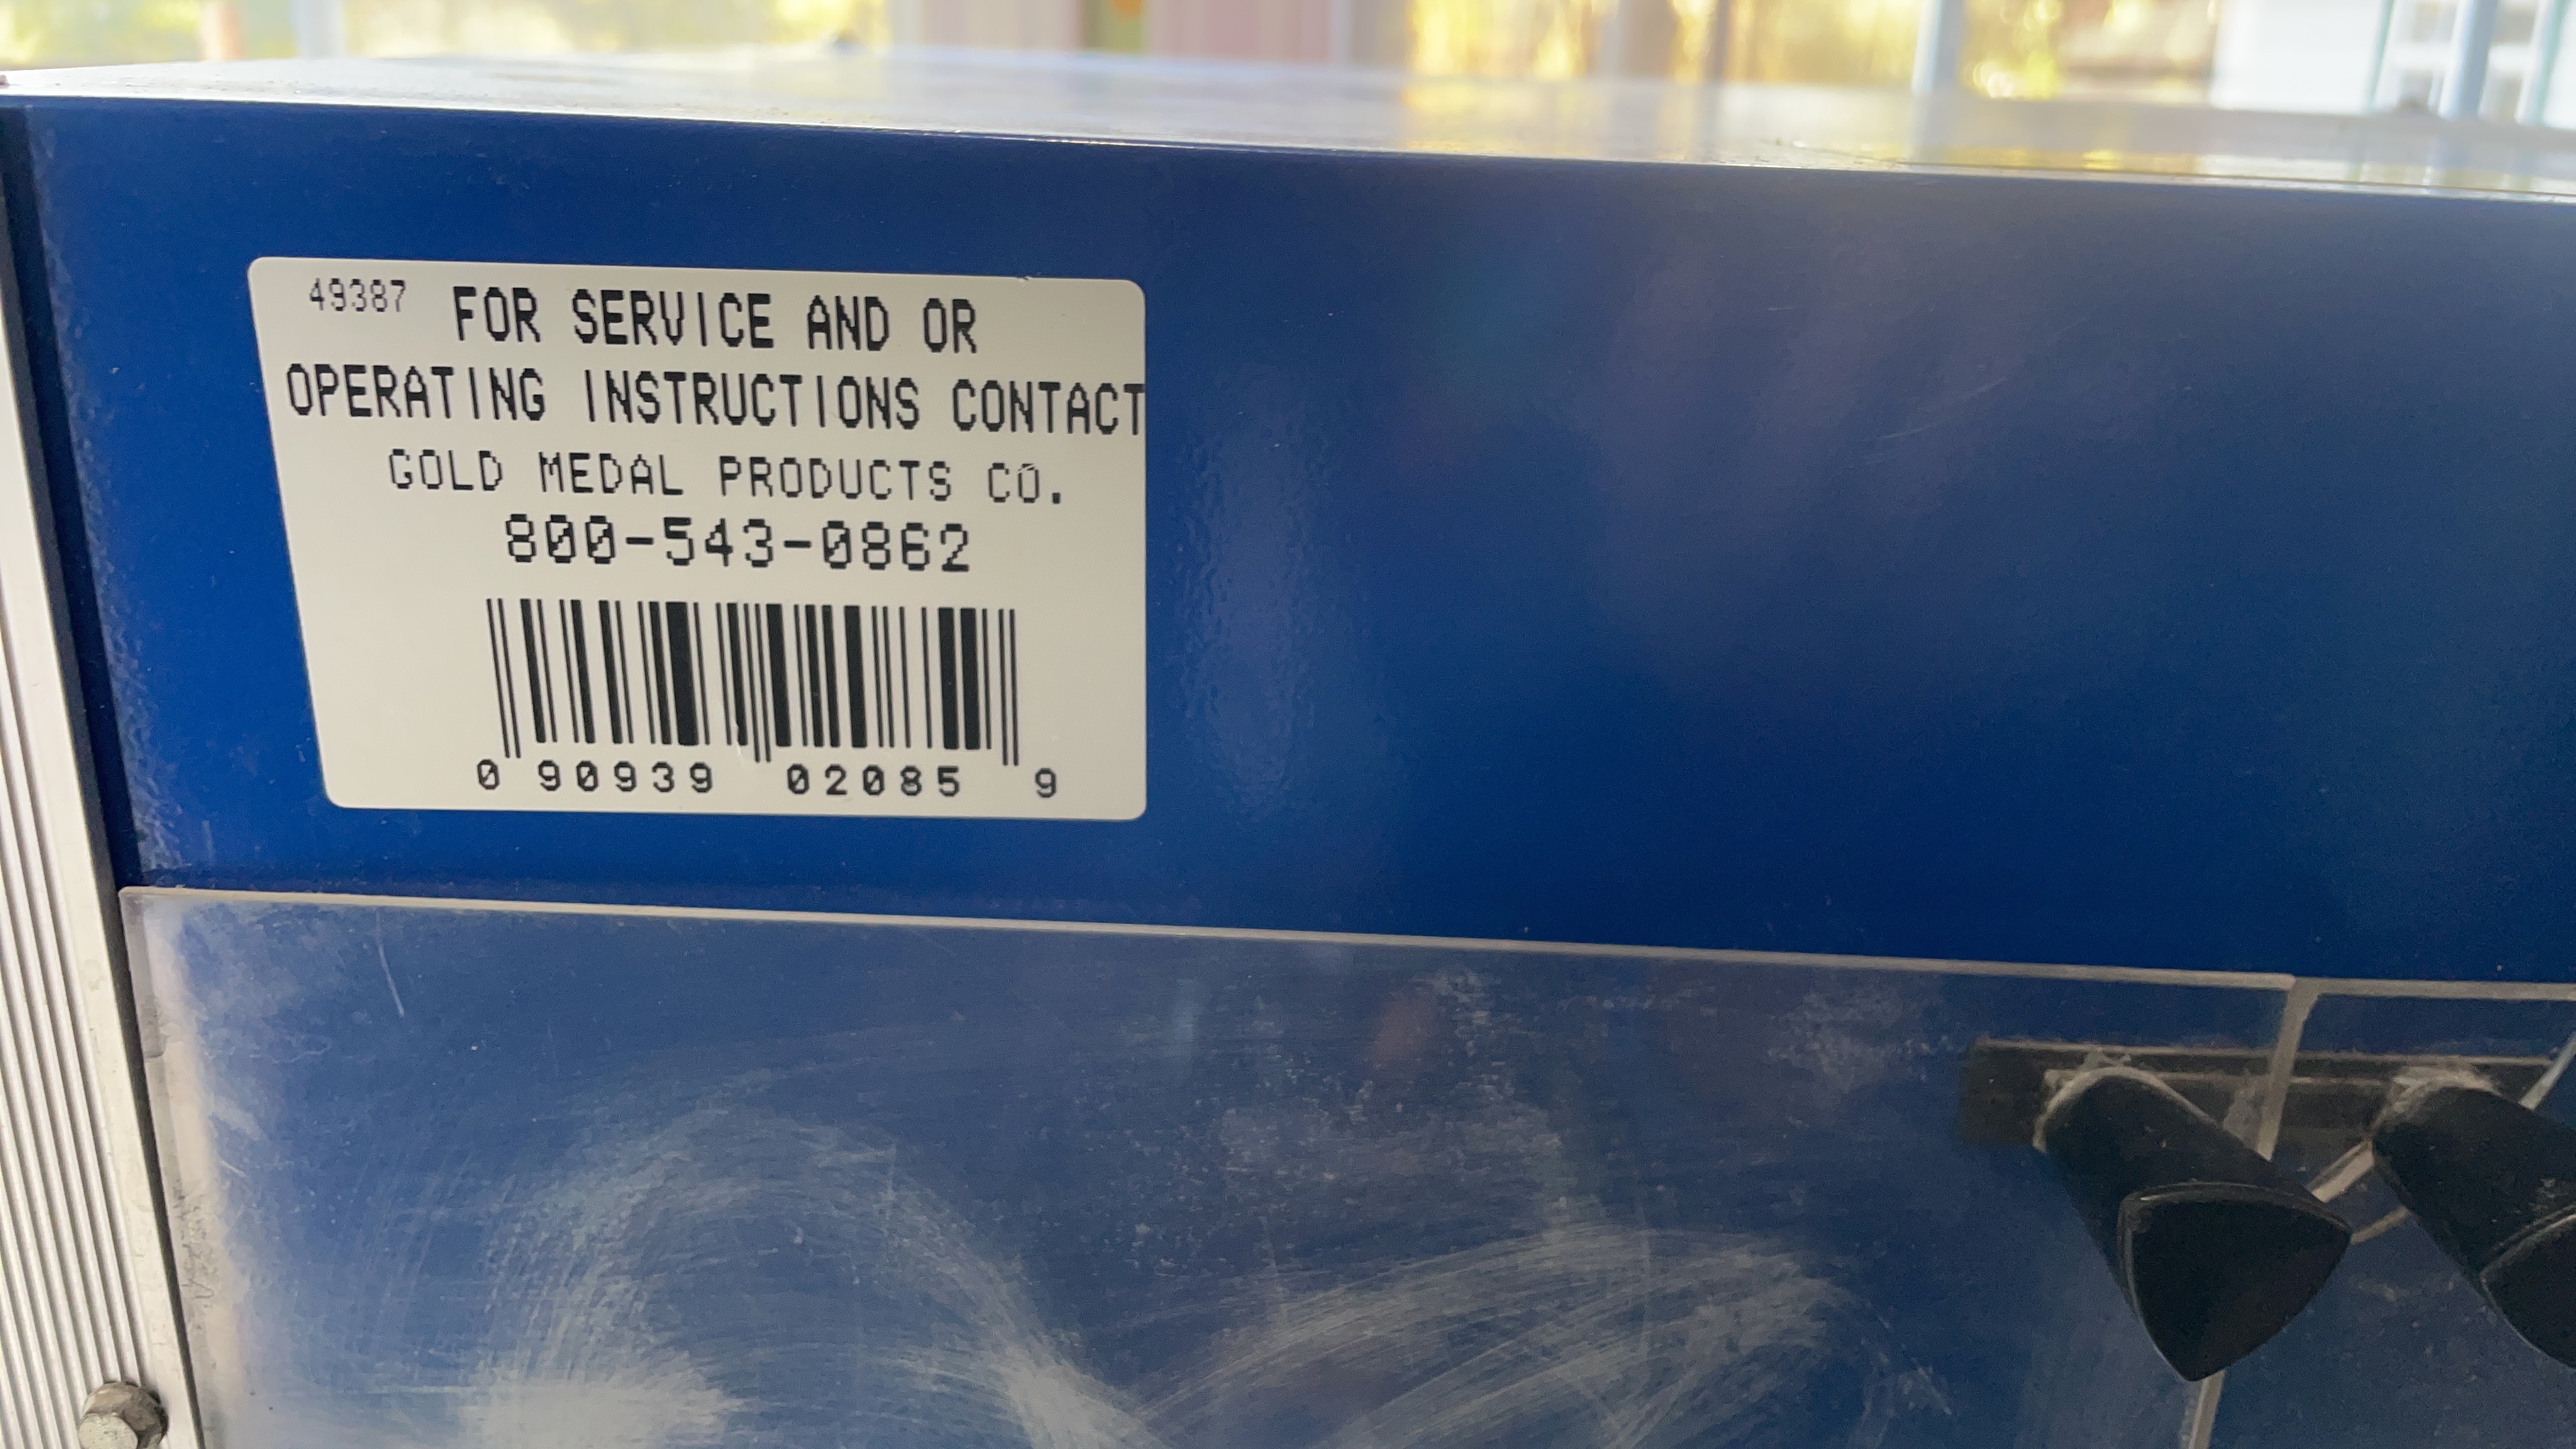 49387 FOR SERVICE AND OR
OPERATING INSTRUCTIONS CONTACT
GOLD MEDAL PRODUCTS CO.
800-543-0862
0 90939 02085 9